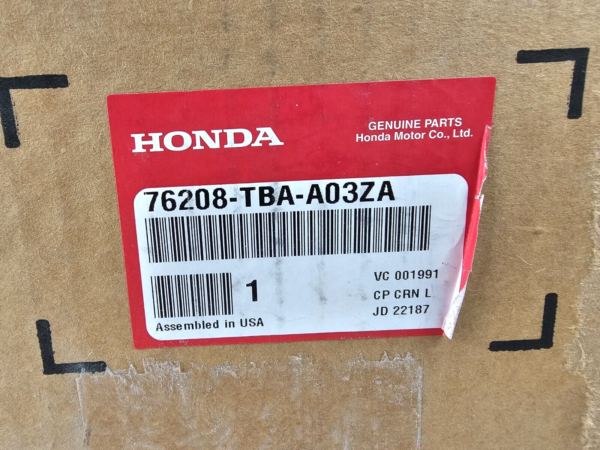 HONDA
GENUINE PARTS
Honda Motor Co., Ltd.
76208-TBA-A03ZA
1
VC 001991
CP CRN L
JD 22187
Assembled in USA